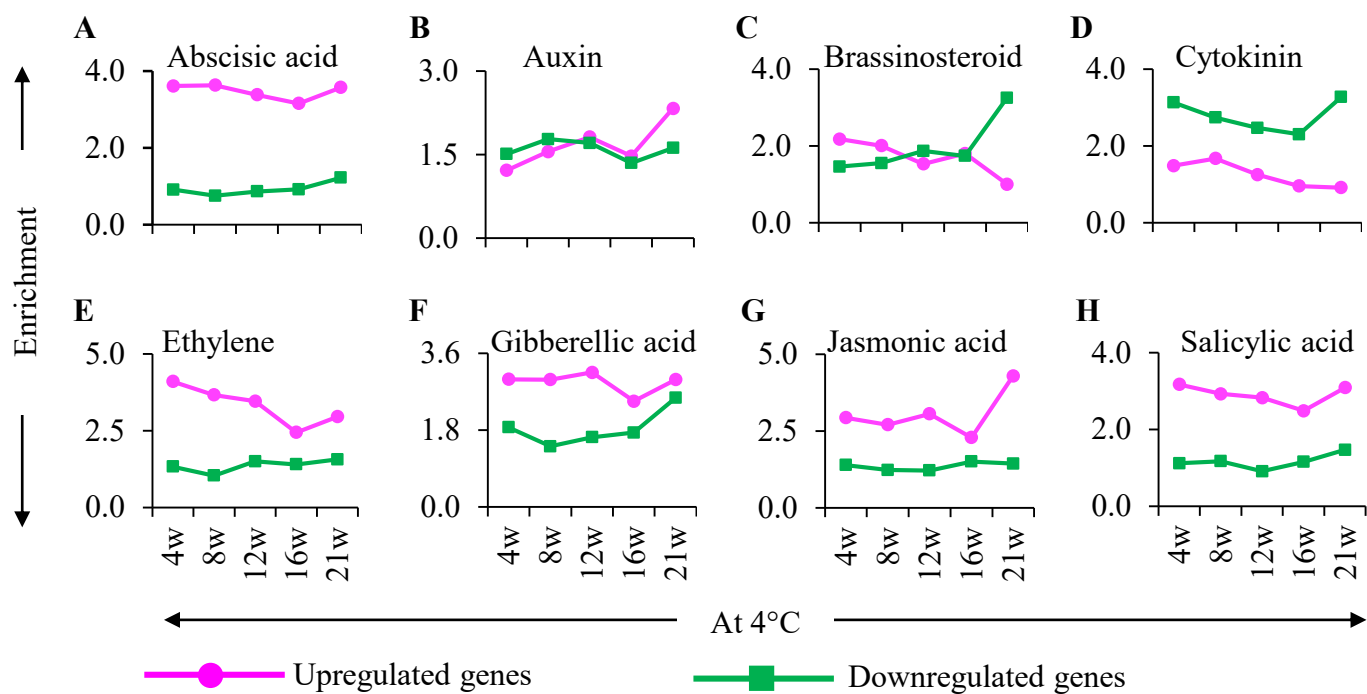 A
Abscisic acid
4.0
2.0
0.0
B
Auxin
3.0
1.5
0.0
C
Brassinosteroid
4.0
2.0
0.0
D
Cytokinin
4.0
2.0
0.0
Enrichment
E
Ethylene
5.0
2.5
0.0
4w 8w 12w 16w 21w
F
Gibberellic acid
3.6
1.8
0.0
4w 8w 12w 16w 21w
G
Jasmonic acid
5.0
2.5
0.0
4w 8w 12w 16w 21w
H
Salicylic acid
4.0
2.0
0.0
4w 8w 12w 16w 21w
At 4°C
Upregulated genes
Downregulated genes